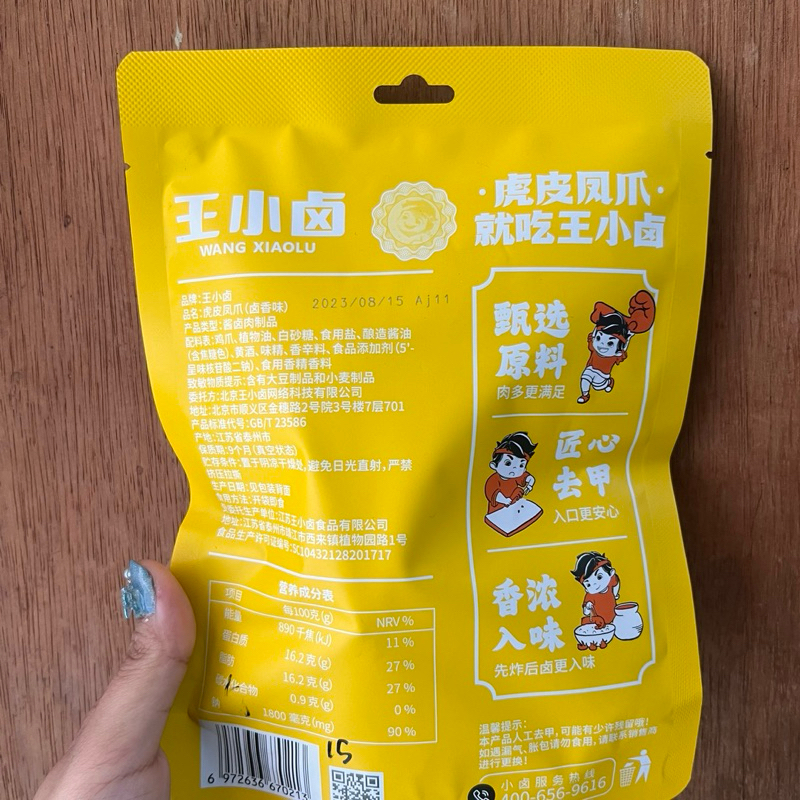 王小卤
WANG XIAOLU
·虎皮凤爪·
就吃王小卤
品牌:王小卤
2023/08/15 Aj11
品名:虎皮凤爪(卤香味)
产品类型:酱卤肉制品
配料表:鸡爪、植物油、白砂糖、食用盐、酿造酱油
(含焦糖色)、黄酒、味精、香辛料、食品添加剂(5'-
呈味核苷酸二钠)、食用香精香料
致敏物质提示:含有大豆制品和小麦制品
委托方:北京王小卤网络科技有限公司
地址:北京市顺义区金穗路2号院3号楼7层701
产品标准代号:GB/T 23586
产地:江苏省泰州市
保质期:9个月(真空状态)
贮存条件:置于阴凉干燥处,避免日光直射,严禁
挤压拉膜
生产日期:见包装背面
食用方法:开袋即食
受委托生产单位:江苏王小卤食品有限公司
地址:江苏省泰州市靖江市西来镇植物园路1号
食品生产许可证编号:SC10432128201717
营养成分表
项目 每100克(g) NRV %
能量 890千焦(kJ) 11 %
蛋白质 16.2克(g) 27 %
脂肪 16.2克(g) 27 %
碳水化合物 0.9克(g) 0 %
钠 1800 毫克(mg) 90 %
15
6 972636 670213
甄选
原料
肉多更满足
匠心
去甲
入口更安心
香浓
入味
先炸后卤更入味
温馨提示:
本产品人工去甲,可能有少许残留哦!
如遇漏气、胀包请勿食用,请联系销售商
进行更换!
小卤服务热线
400-656-9616